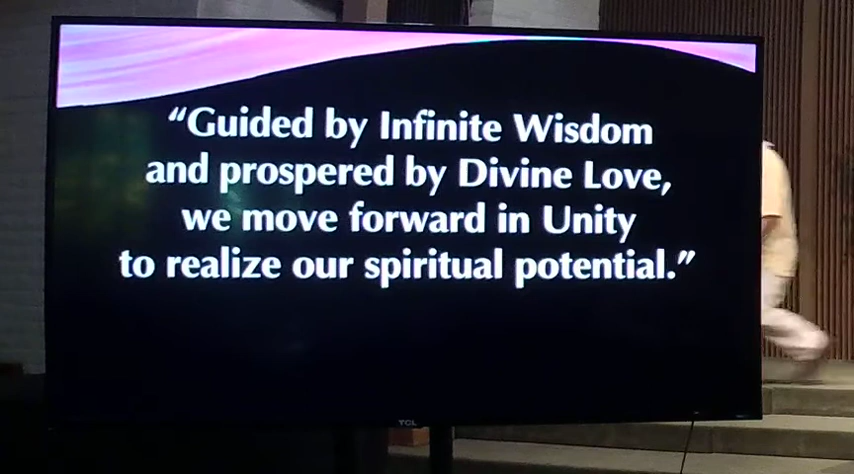 “Guided by Infinite Wisdom
and prospered by Divine Love,
we move forward in Unity
to realize our spiritual potential.”
TCL